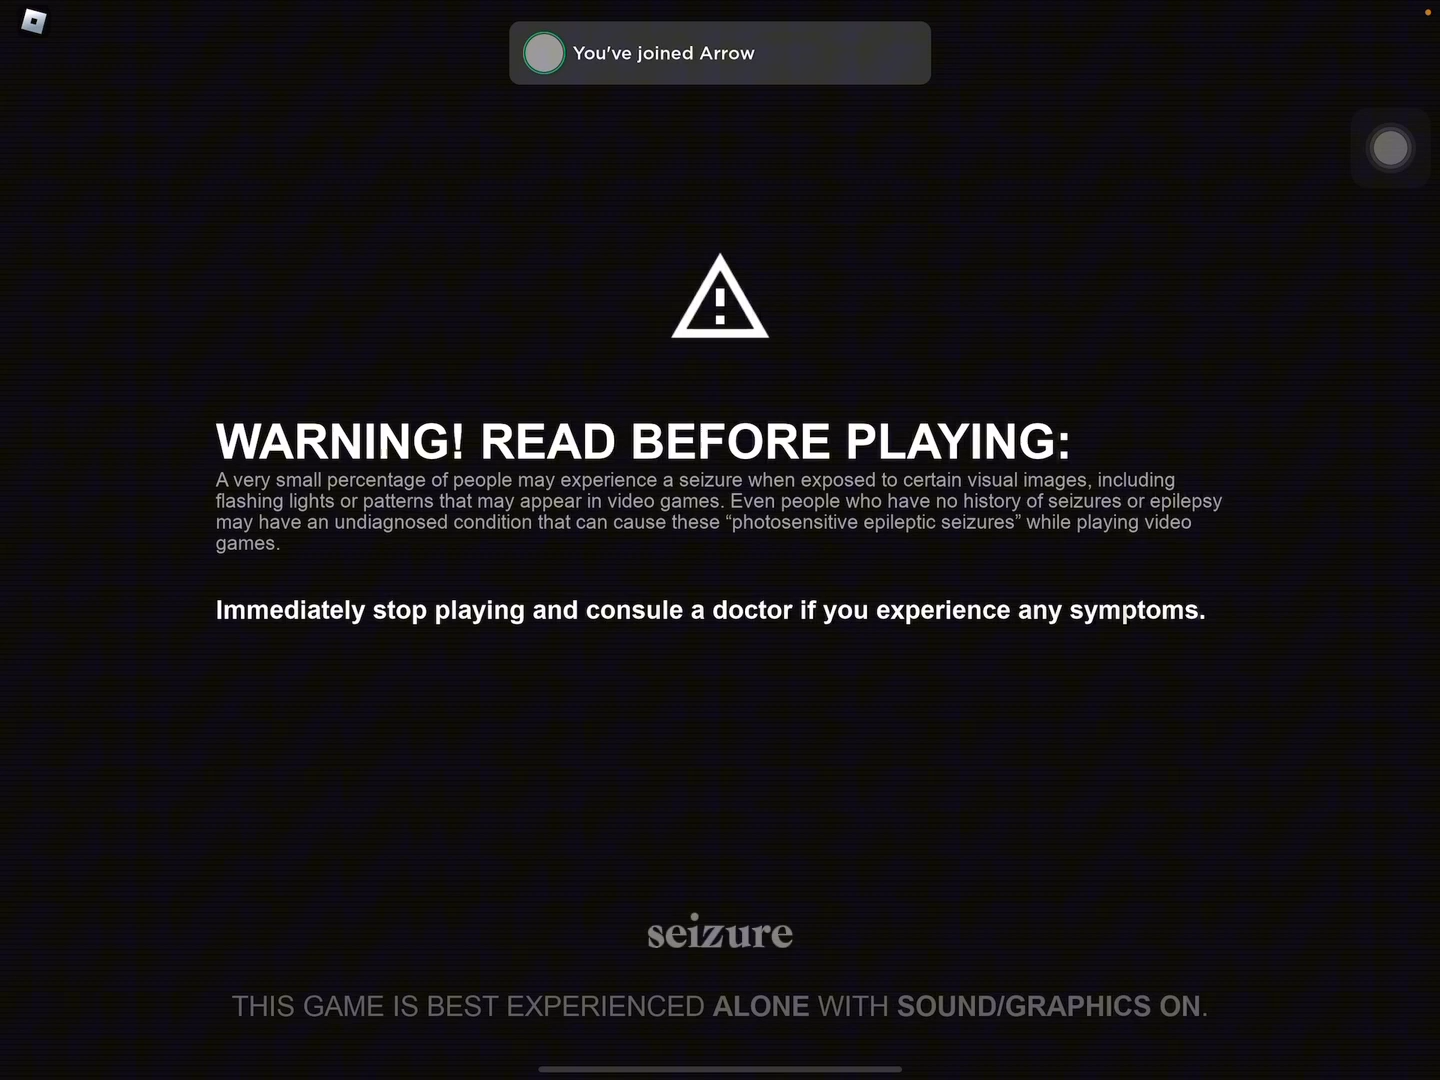 You've joined Arrow
WARNING! READ BEFORE PLAYING:
A very small percentage of people may experience a seizure when exposed to certain visual images, including
flashing lights or patterns that may appear in video games. Even people who have no history of seizures or epilepsy
may have an undiagnosed condition that can cause these “photosensitive epileptic seizures” while playing video
games.
Immediately stop playing and consule a doctor if you experience any symptoms.
seizure
THIS GAME IS BEST EXPERIENCED ALONE WITH SOUND/GRAPHICS ON.